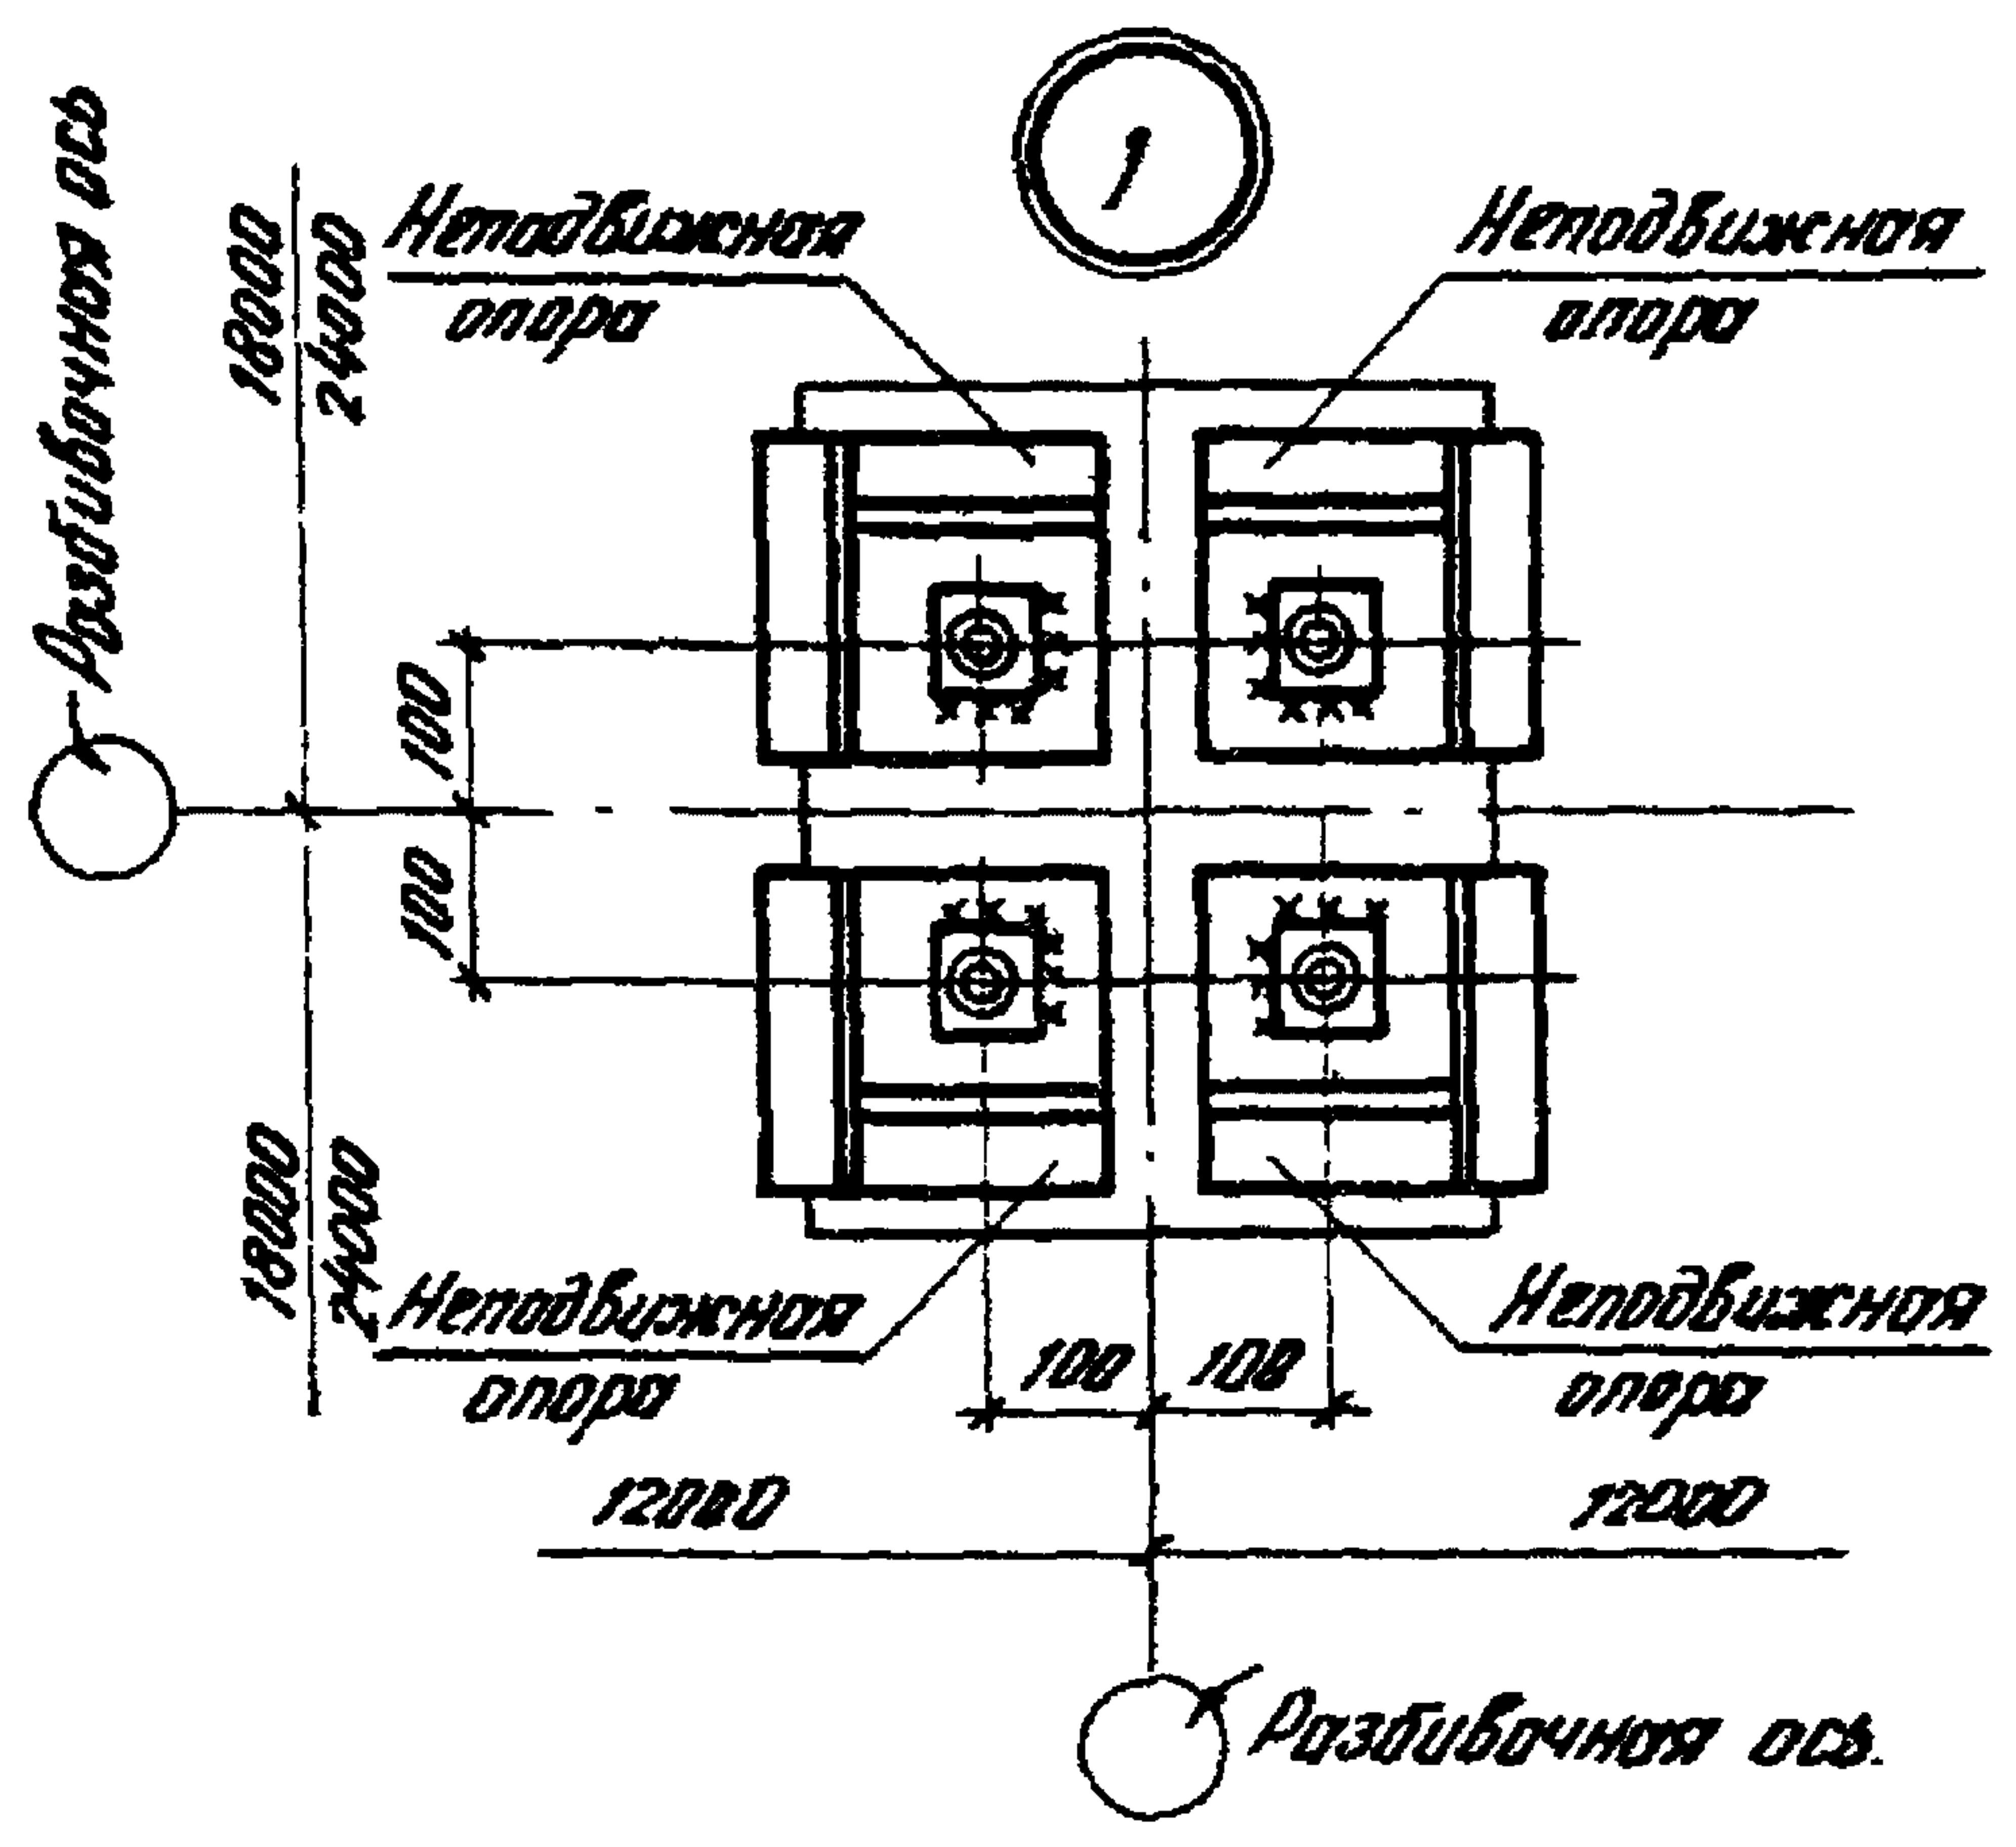 1
Разбивочная ось
18000
24000
Неподвижная
опора
Неподвижная
опора
100
100
18000
24000
Неподвижная
опора
Неподвижная
опора
100
100
12000
12000
Разбивочная ось.